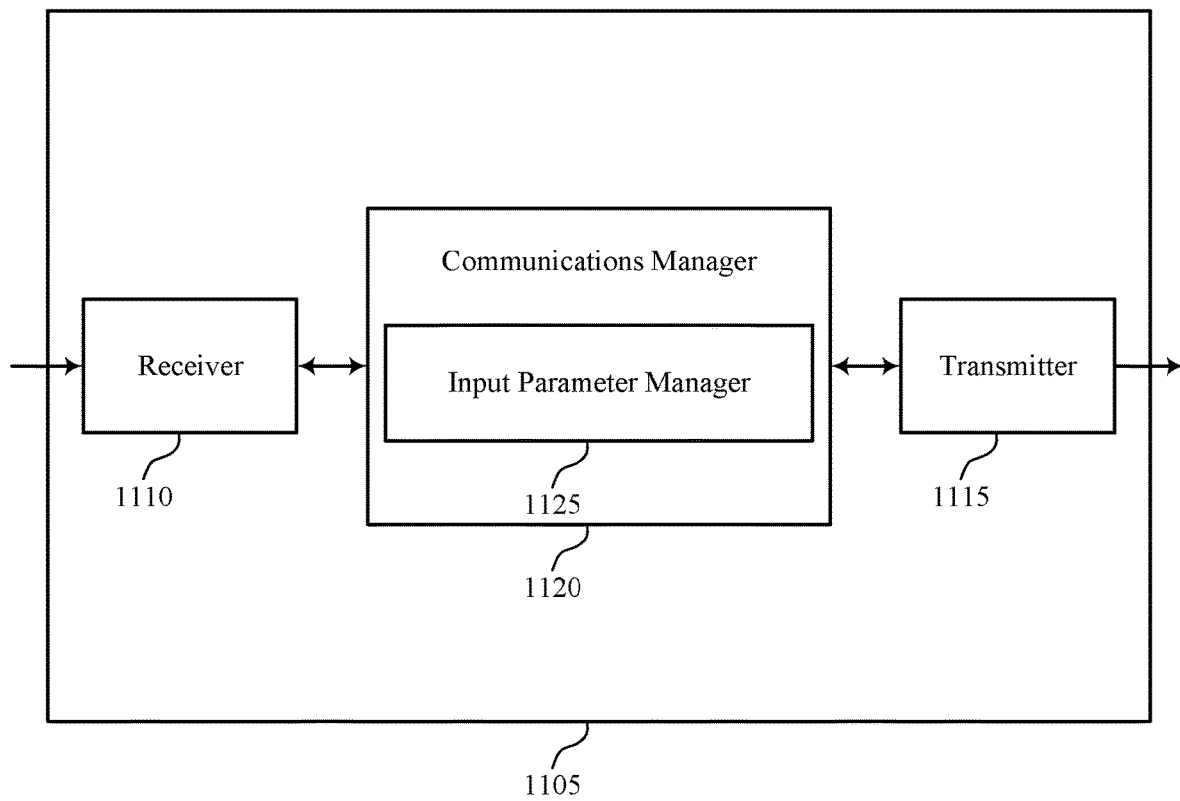 Communications Manager
Receiver
Input Parameter Manager
Transmitter
1110
1125
1115
1120
1105